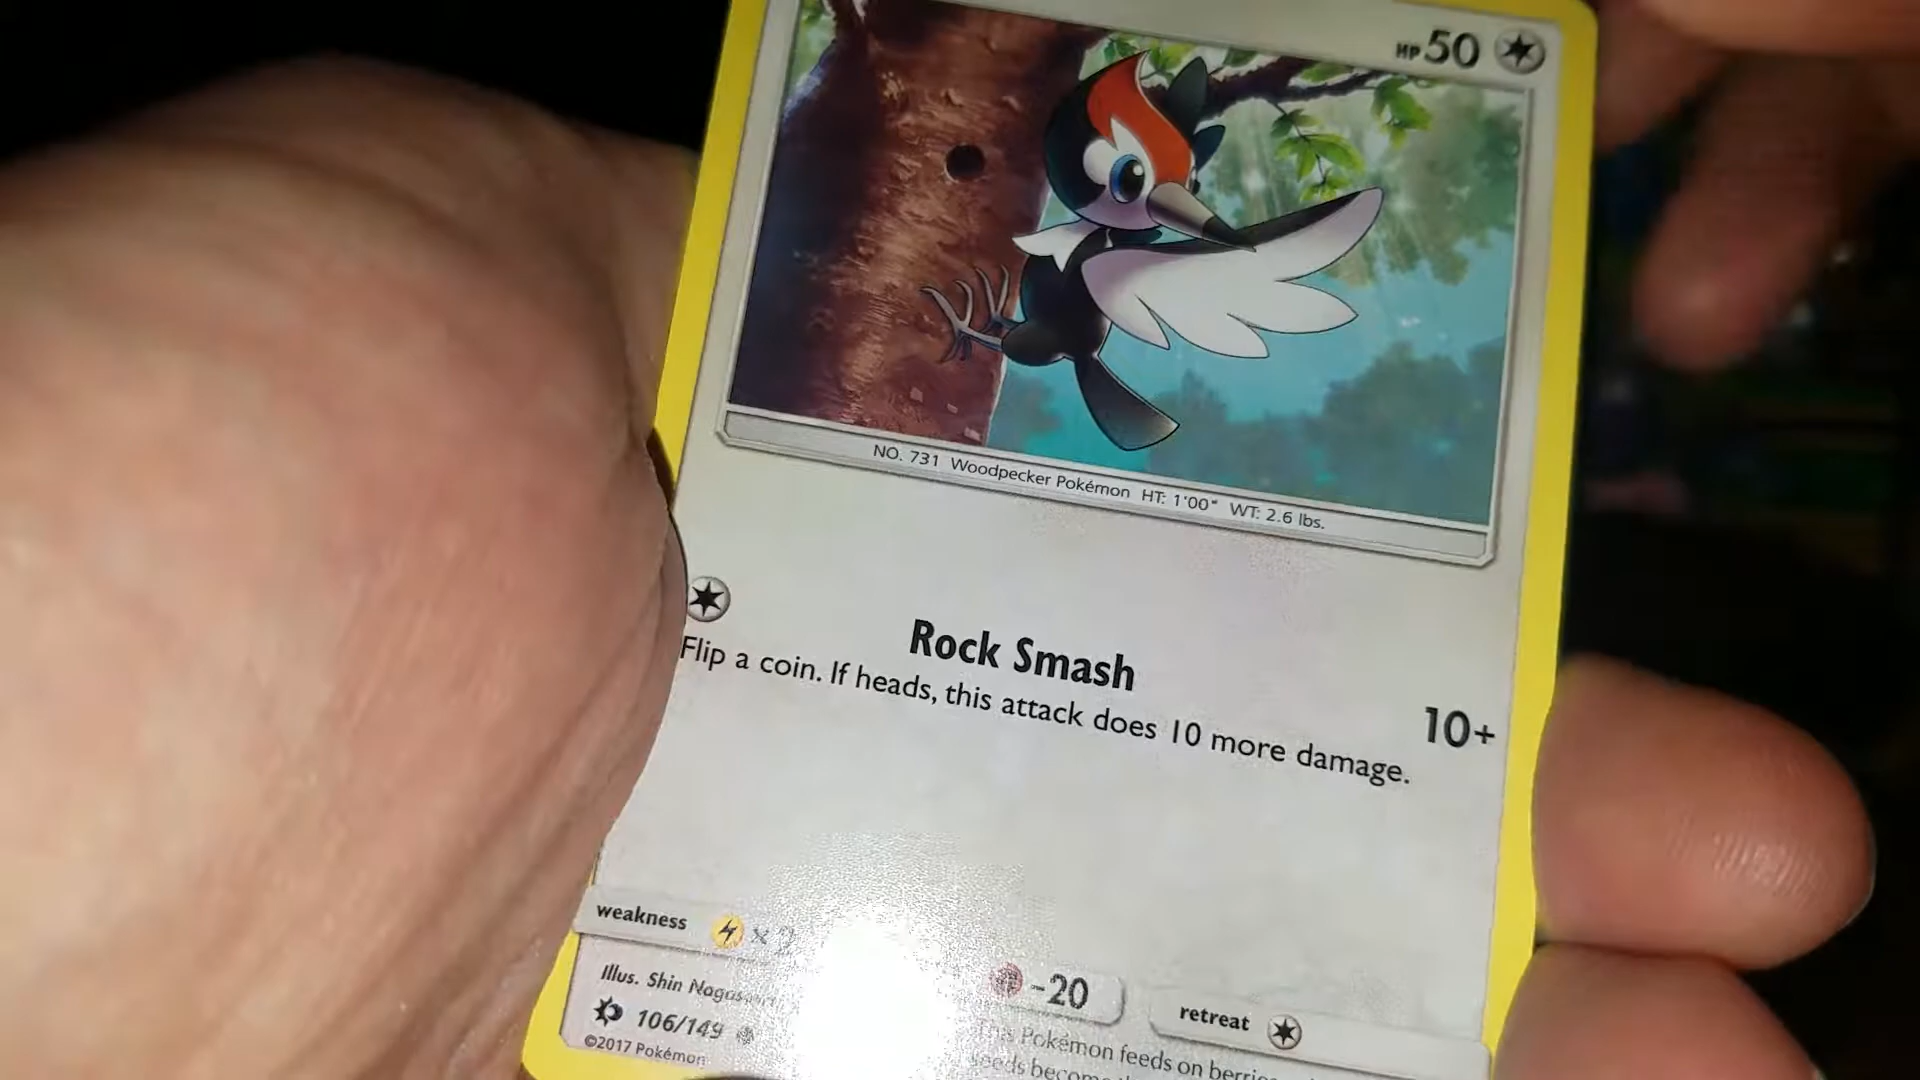 HP 50
NO. 731 Woodpecker Pokémon HT: 1'00" WT: 2.6 lbs.
Rock Smash 10+
Flip a coin. If heads, this attack does 10 more damage.
weakness ×2
-20
retreat
Illus. Shin
106/149
©2017 Pokémon
This Pokémon feeds on